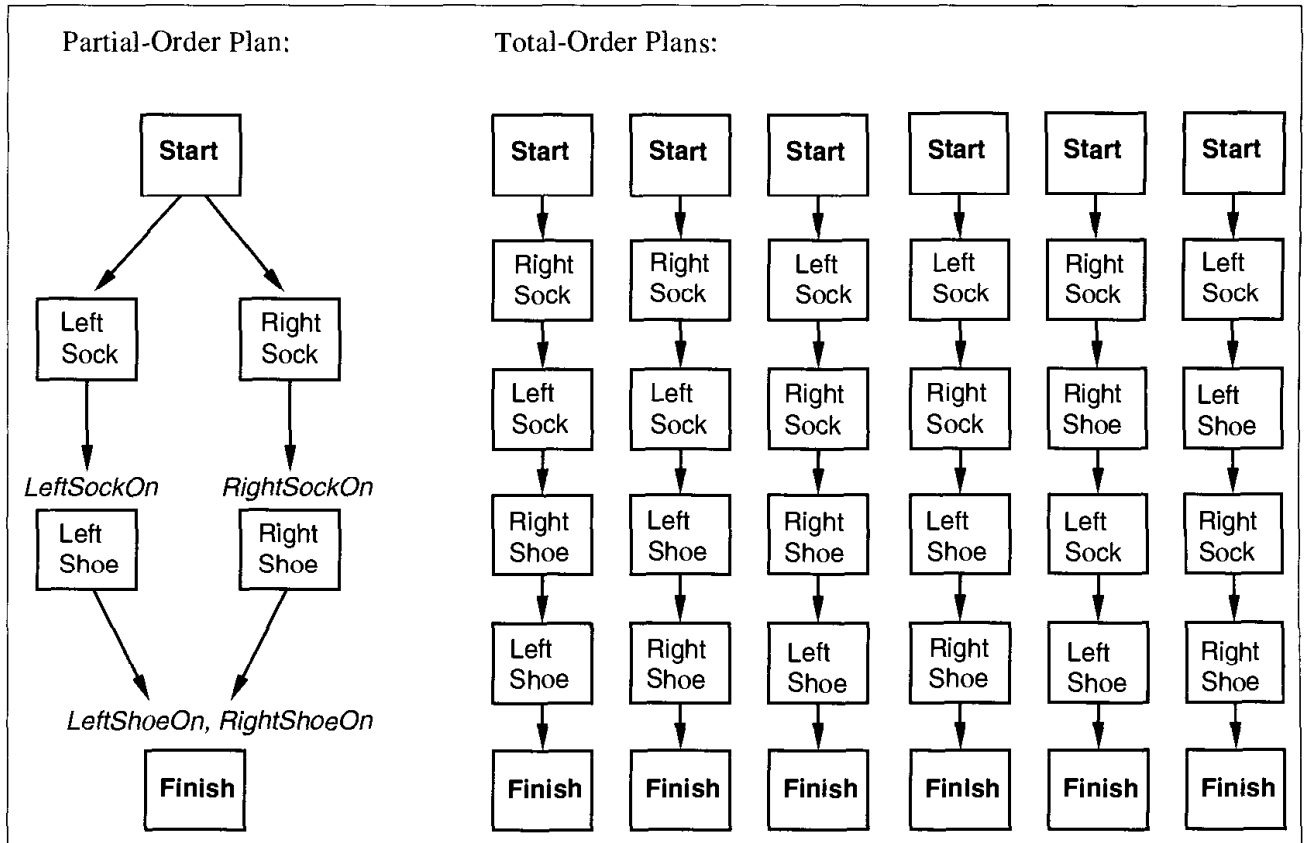 Partial-Order Plan:
Start
Left
Sock
Right
Sock
LeftSockOn
RightSockOn
Left
Shoe
Right
Shoe
LeftShoeOn, RightShoeOn
Finish
Total-Order Plans:
Start
Right
Sock
Left
Sock
Right
Shoe
Left
Shoe
Finish
Start
Right
Sock
Left
Sock
Left
Shoe
Right
Shoe
Finish
Start
Left
Sock
Right
Sock
Right
Shoe
Left
Shoe
Finish
Start
Left
Sock
Right
Sock
Left
Shoe
Right
Shoe
Finish
Start
Right
Sock
Right
Shoe
Left
Sock
Left
Shoe
Finish
Start
Left
Sock
Left
Shoe
Right
Sock
Right
Shoe
Finish